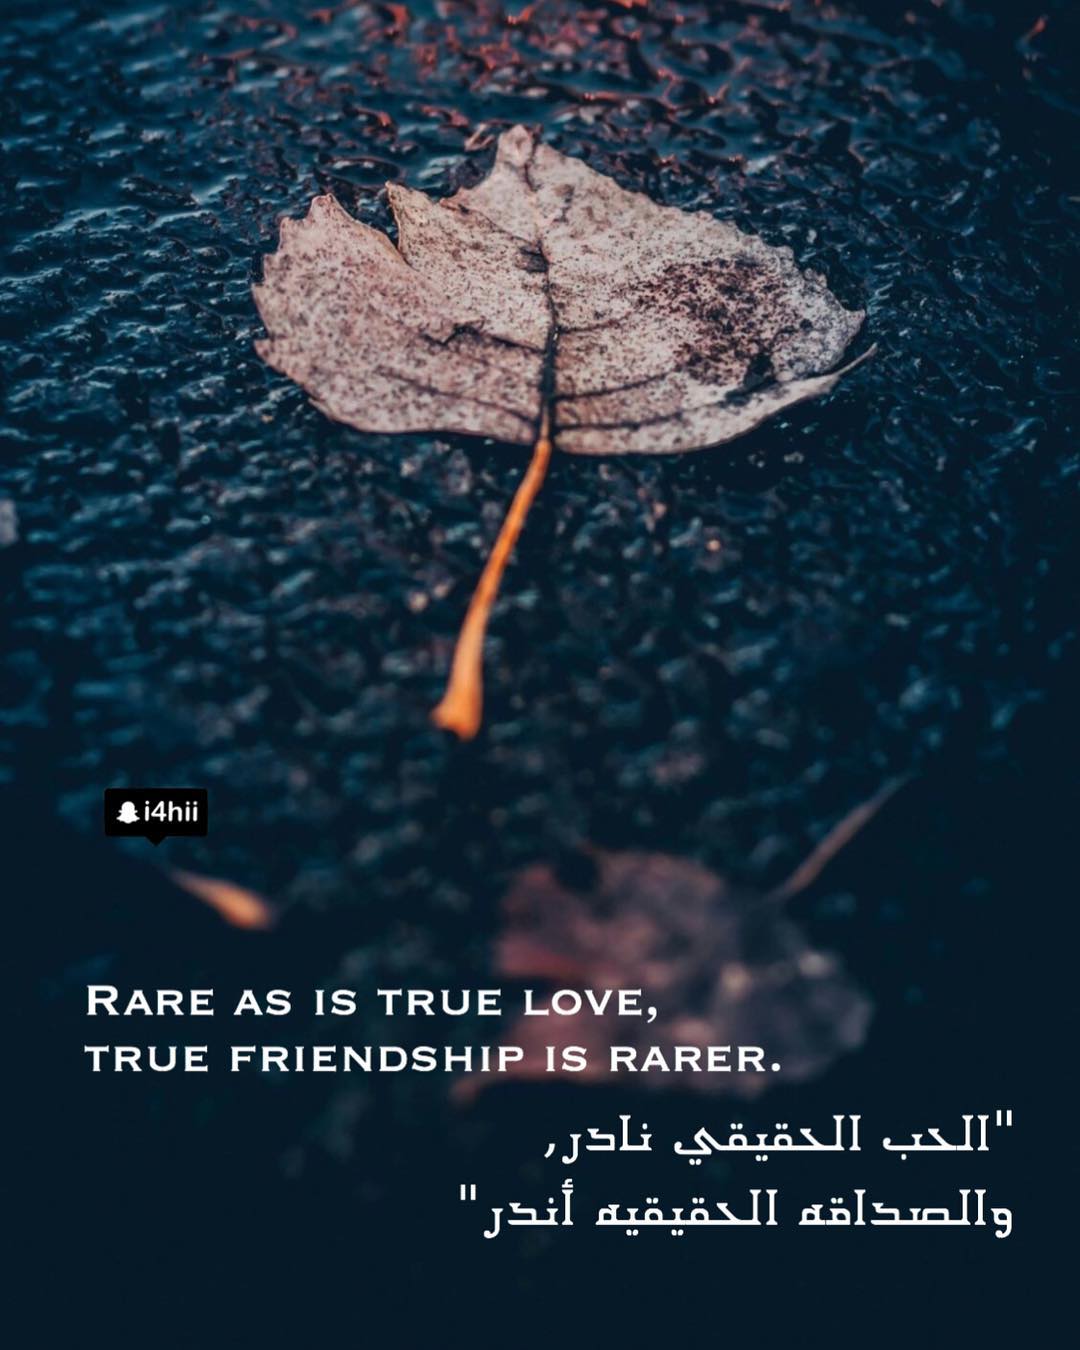 i4hii
RARE AS IS TRUE LOVE,
TRUE FRIENDSHIP IS RARER.
"الحب الحقيقي نادر,
والصداقه الحقيقيه أندر"